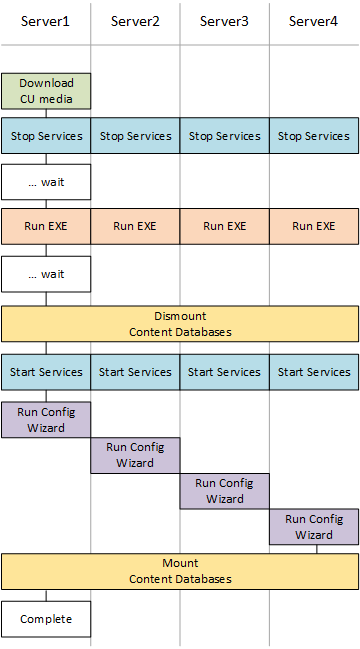 Server1 Server2 Server3 Server4
Download
CU media
Stop Services Stop Services Stop Services Stop Services
... wait
Run EXE Run EXE Run EXE Run EXE
... wait
Dismount
Content Databases
Start Services Start Services Start Services Start Services
Run Config
Wizard
Run Config
Wizard
Run Config
Wizard
Run Config
Wizard
Mount
Content Databases
Complete